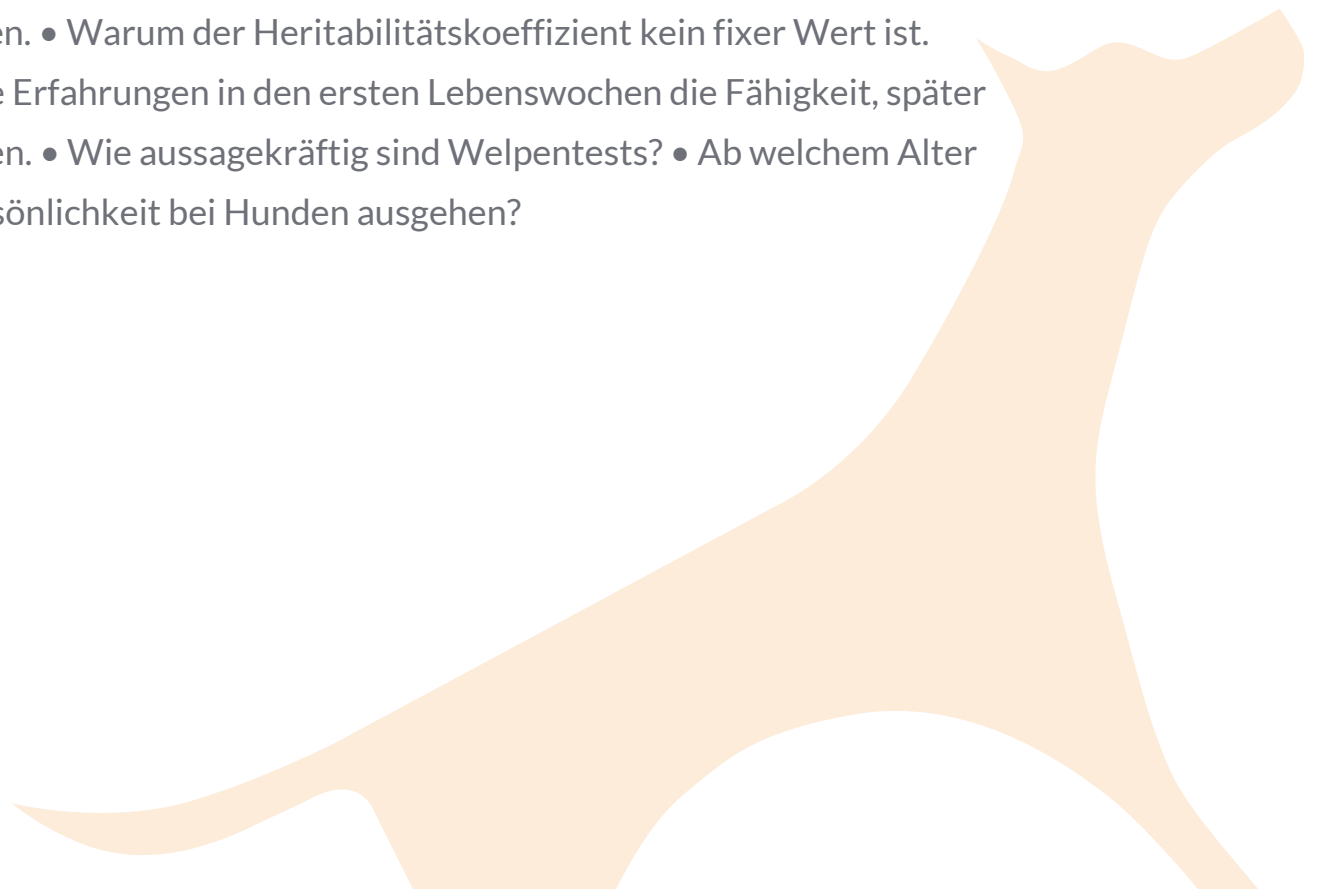 en. • Warum der Heritabilitätskoeffizient kein fixer Wert ist.
e Erfahrungen in den ersten Lebenswochen die Fähigkeit, später
en. • Wie aussagekräftig sind Welpentests? • Ab welchem Alter
sönlichkeit bei Hunden ausgehen?